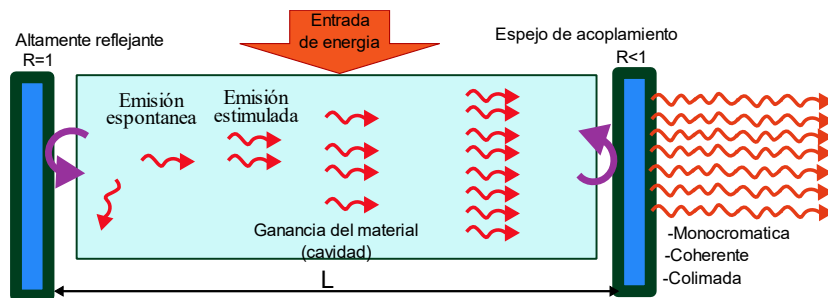 Entrada
de energia
Altamente reflejante
R=1
Espejo de acoplamiento
R<1
Emisión
espontanea
Emisión
estimulada
Ganancia del material
(cavidad)
-Monocromatica
-Coherente
-Colimada
L